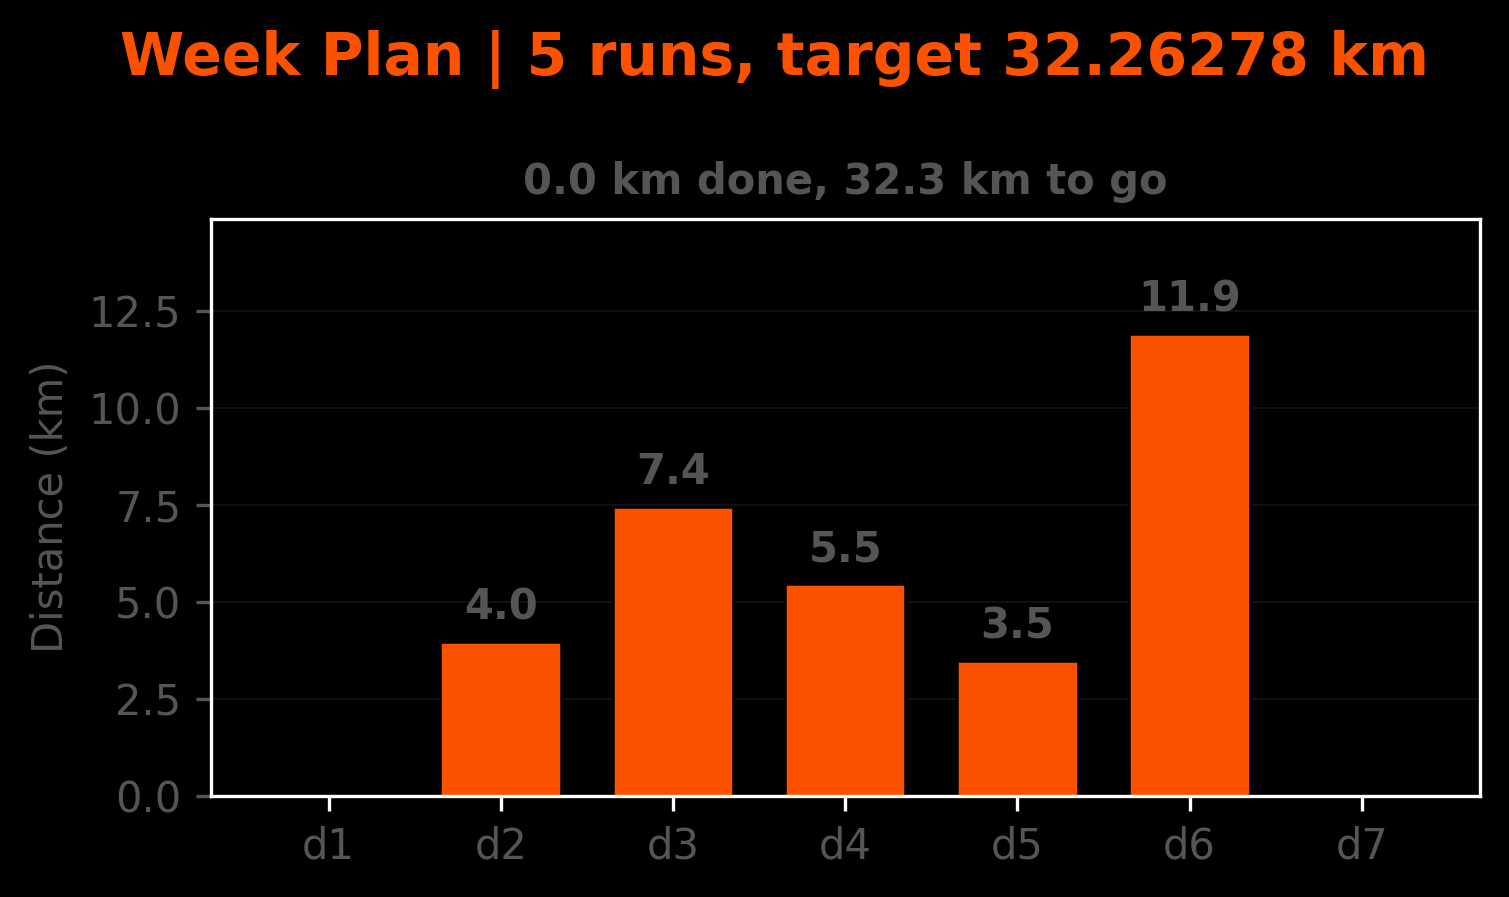 Week Plan | 5 runs, target 32.26278 km
0.0 km done, 32.3 km to go
Distance (km)
12.5
10.0
7.5
5.0
2.5
0.0
4.0
7.4
5.5
3.5
11.9
d1 d2 d3 d4 d5 d6 d7